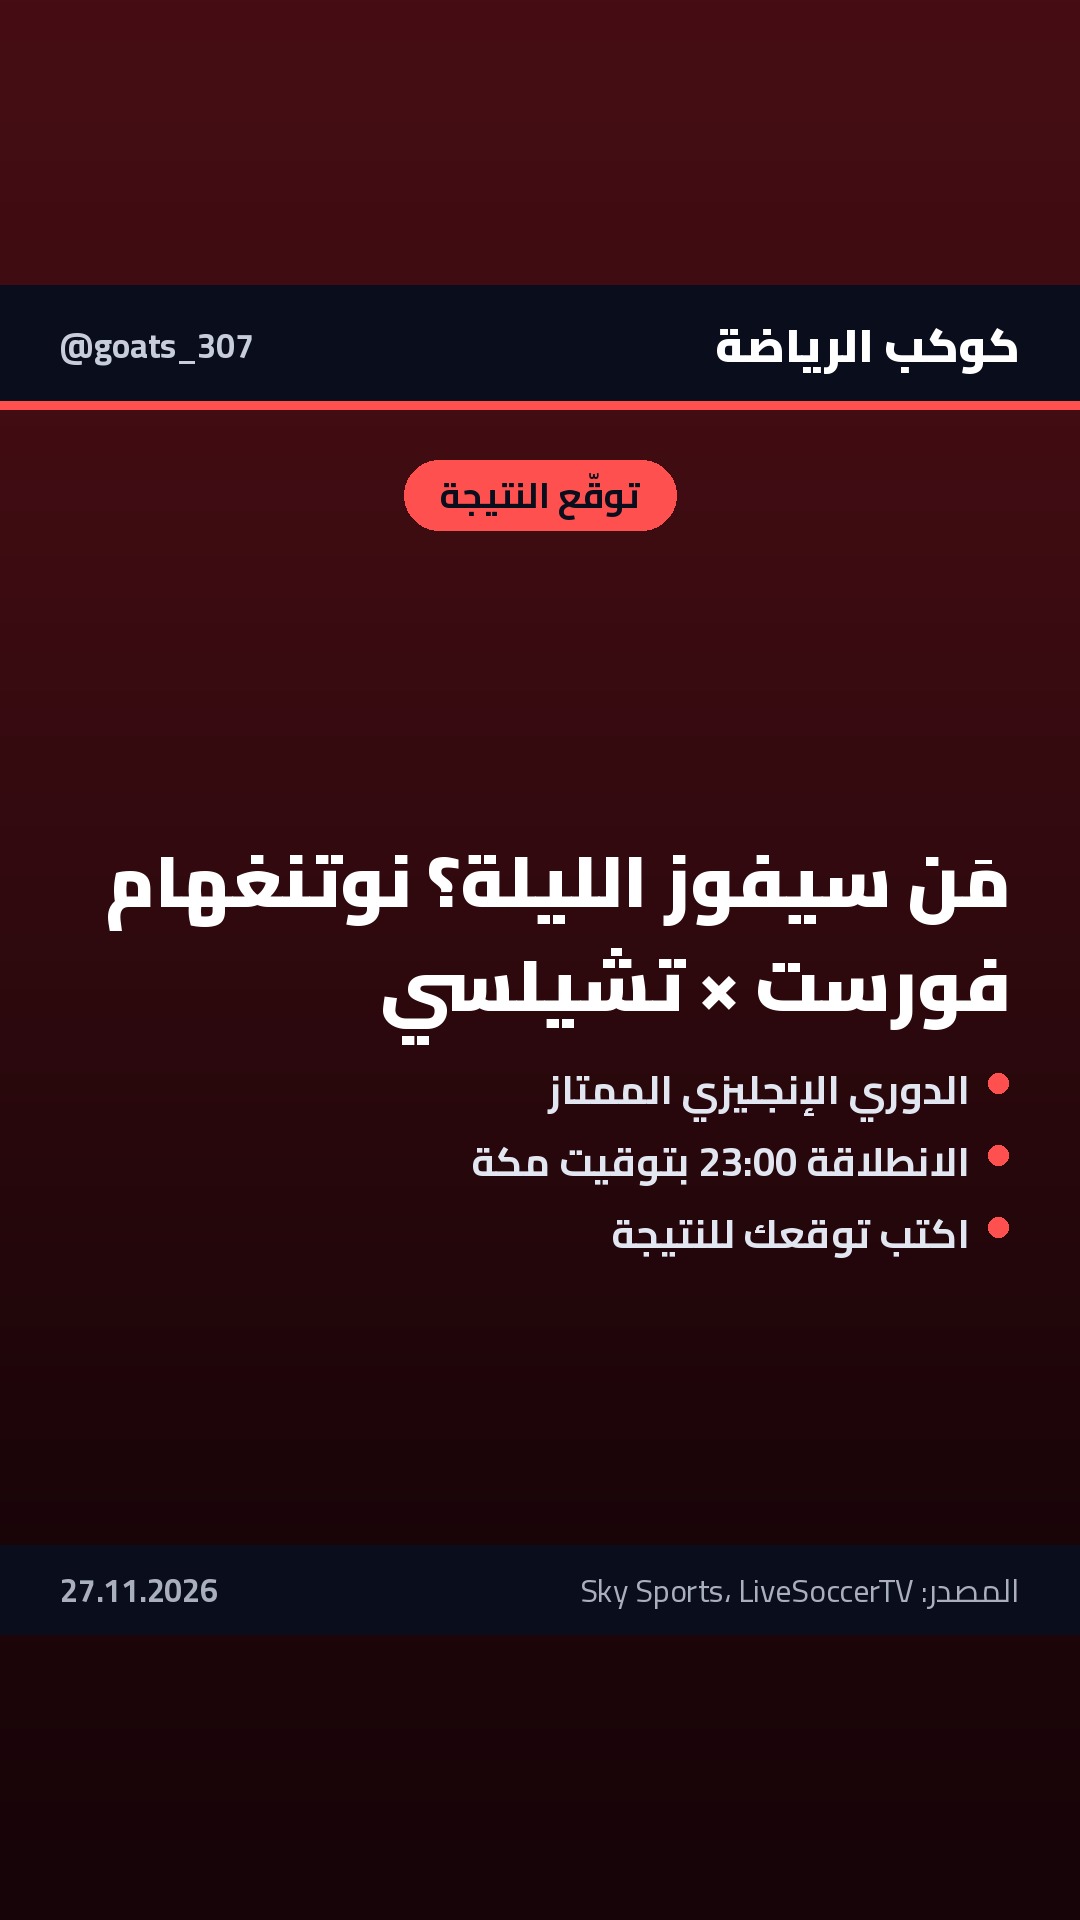 كوكب الرياضة
@goats_307
توقّع النتيجة
مَن سيفوز الليلة؟ نوتنغهام
فورست × تشيلسي
الدوري الإنجليزي الممتاز
الانطلاقة 23:00 بتوقيت مكة
اكتب توقعك للنتيجة
المصدر: Sky Sports، LiveSoccerTV
27.11.2026